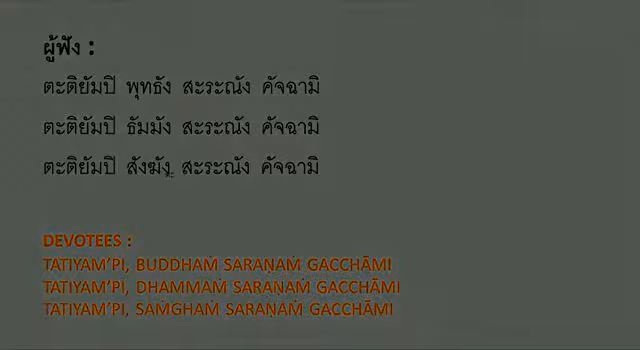 ผู้ฟัง :
ตะติยัมปิ พุทธัง สะระณัง คัจฉามิ
ตะติยัมปิ ธัมมัง สะระณัง คัจฉามิ
ตะติยัมปิ สังฆัง สะระณัง คัจฉามิ
DEVOTEES :
TATIYAM'PI, BUDDHAṀ SARAṆAṀ GACCHĀMI
TATIYAM'PI, DHAMMAṀ SARAṆAṀ GACCHĀMI
TATIYAM'PI, SAṀGHAṀ SARAṆAṀ GACCHĀMI